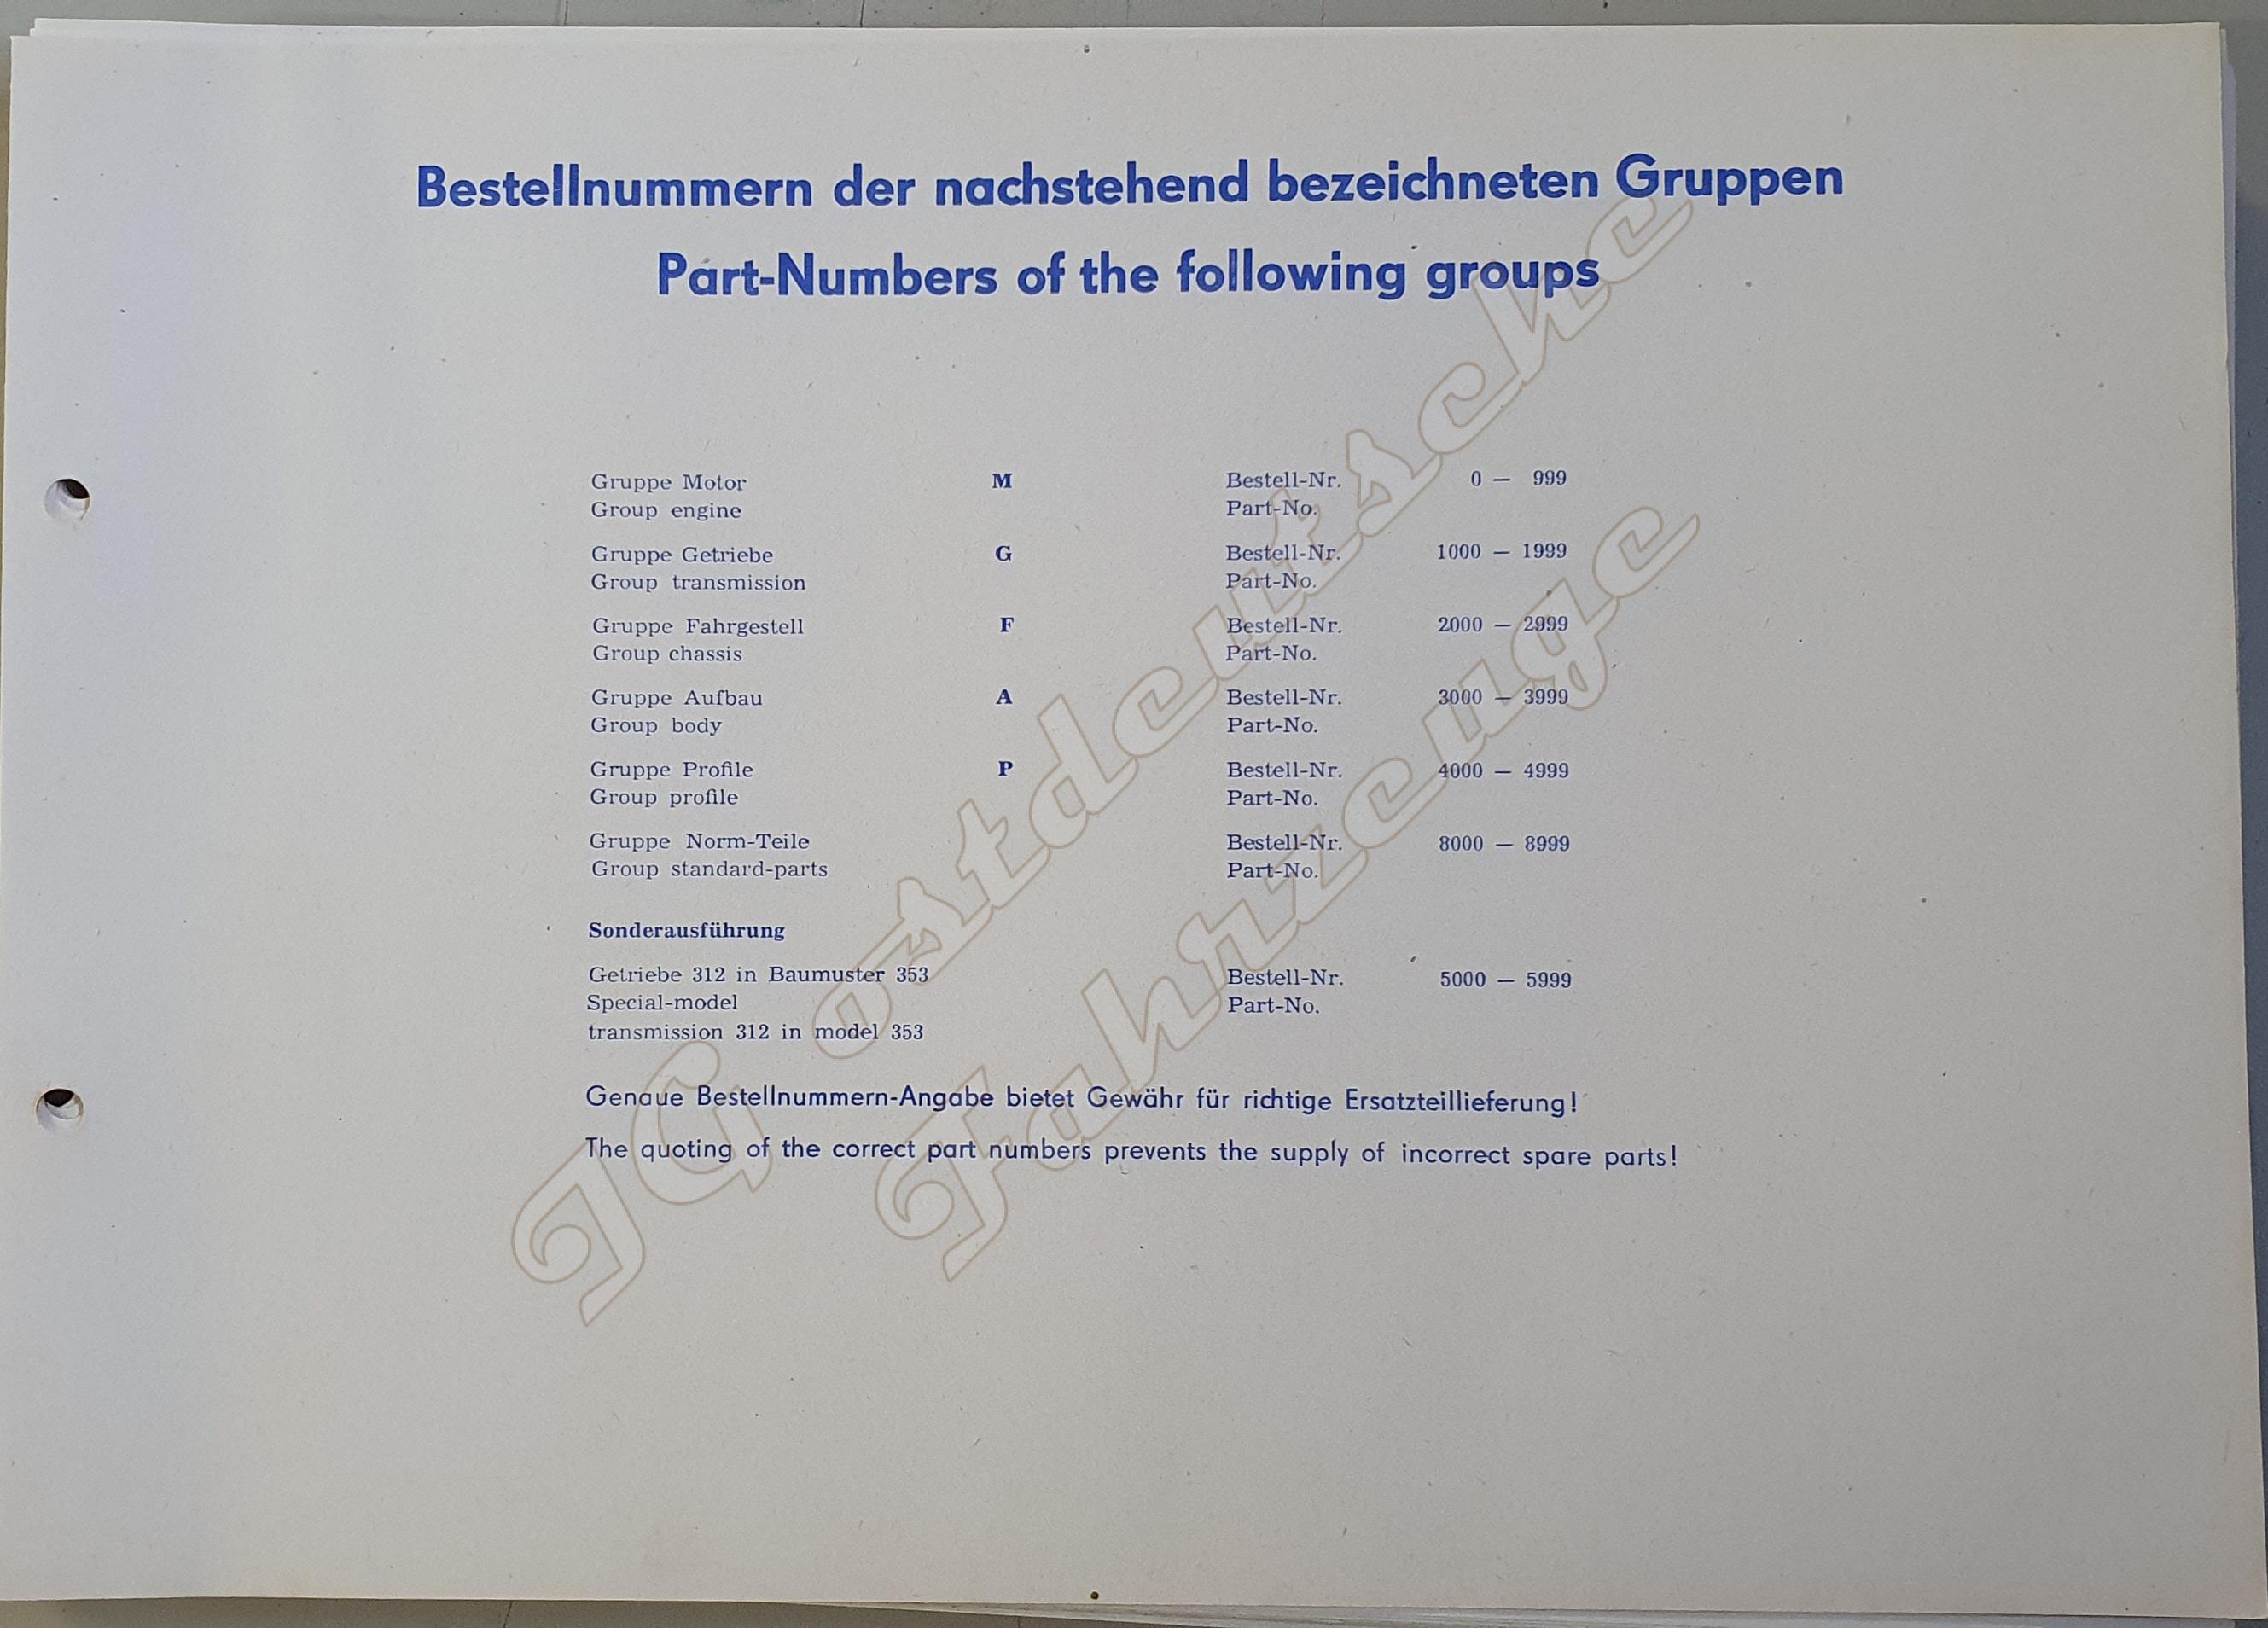 Bestellnummern der nachstehend bezeichneten Gruppen
Part-Numbers of the following groups
Gruppe Motor M Bestell-Nr. 0 — 999
Group engine Part-No.
Gruppe Getriebe G Bestell-Nr. 1000 — 1999
Group transmission Part-No.
Gruppe Fahrgestell F Bestell-Nr. 2000 — 2999
Group chassis Part-No.
Gruppe Aufbau A Bestell-Nr. 3000 — 3999
Group body Part-No.
Gruppe Profile P Bestell-Nr. 4000 — 4999
Group profile Part-No.
Gruppe Norm-Teile Bestell-Nr. 8000 — 8999
Group standard-parts Part-No.
Sonderausführung
Getriebe 312 in Baumuster 353 Bestell-Nr. 5000 — 5999
Special-model Part-No.
transmission 312 in model 353
Genaue Bestellnummern-Angabe bietet Gewähr für richtige Ersatzteillieferung!
The quoting of the correct part numbers prevents the supply of incorrect spare parts!
IG ostdeutsche
Fahrzeuge